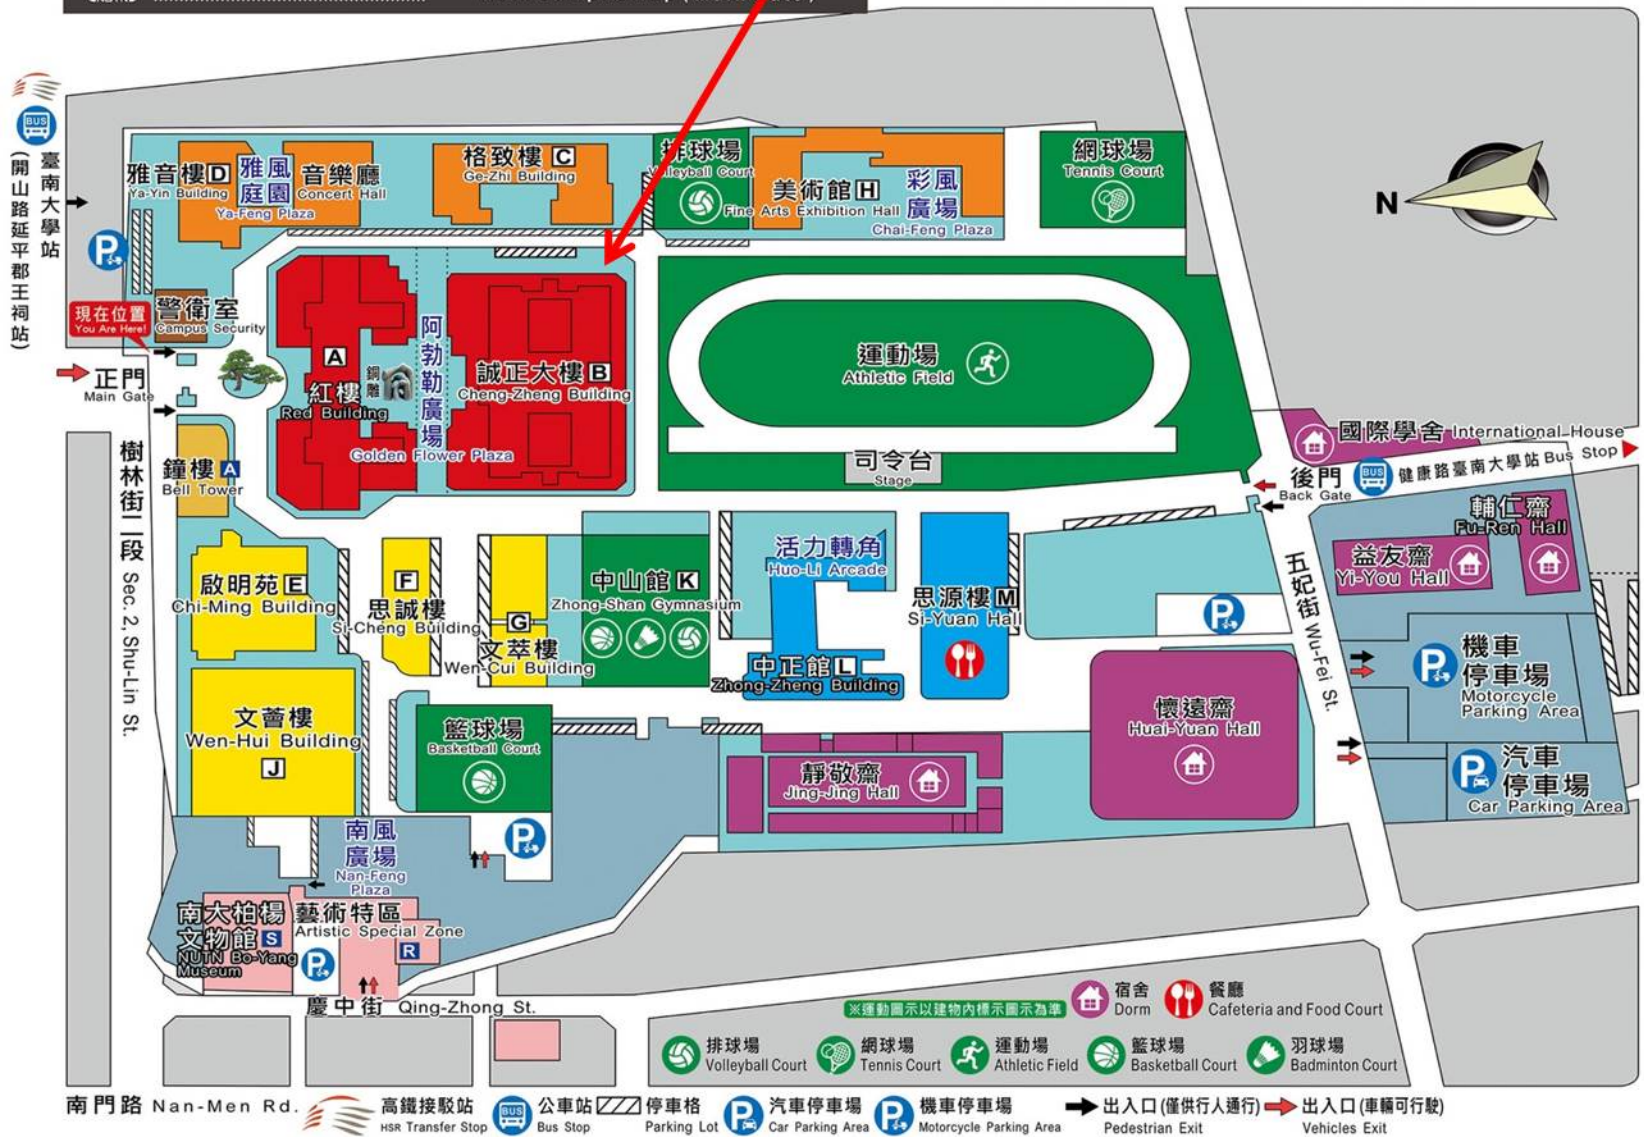 雅音樓 D
Ya-Yin Building
雅風
庭園
Ya-Feng Plaza
音樂廳
Concert Hall
格致樓 C
Ge-Zhi Building
排球場
Volleyball Court
美術館 H
Fine Arts Exhibition Hall
彩風
廣場
Chai-Feng Plaza
網球場
Tennis Court
N
BUS
臺南大學站
(開山路延平郡王祠站)
P
現在位置
You Are Here!
警衛室
Campus Security
正門
Main Gate
A
紅樓
Red Building
銅雕
阿勃勒廣場
Golden Flower Plaza
誠正大樓 B
Cheng-Zheng Building
運動場
Athletic Field
司令台
Stage
國際學舍 International House
後門
Back Gate
BUS
健康路臺南大學站 Bus Stop
鐘樓 A
Bell Tower
樹林街二段 Sec. 2, Shu-Lin St.
啟明苑 E
Chi-Ming Building
F
思誠樓
Si-Cheng Building
G
文萃樓
Wen-Cui Building
中山館 K
Zhong-Shan Gymnasium
活力轉角
Huo-Li Arcade
中正館 L
Zhong-Zheng Building
思源樓 M
Si-Yuan Hall
P
五妃街 Wu-Fei St.
輔仁齋
Fu-Ren Hall
益友齋
Yi-You Hall
P
機車
停車場
Motorcycle
Parking Area
P
汽車
停車場
Car Parking Area
文薈樓
Wen-Hui Building
J
籃球場
Basketball Court
靜敬齋
Jing-Jing Hall
懷遠齋
Huai-Yuan Hall
P
南風
廣場
Nan-Feng
Plaza
南大柏楊
文物館 S
NUTN Bo-Yang
Museum
藝術特區
Artistic Special Zone
R
P
慶中街 Qing-Zhong St.
※運動圖示以建物內標示圖示為準
宿舍
Dorm
餐廳
Cafeteria and Food Court
排球場
Volleyball Court
網球場
Tennis Court
運動場
Athletic Field
籃球場
Basketball Court
羽球場
Badminton Court
南門路 Nan-Men Rd.
高鐵接駁站
HSR Transfer Stop
BUS
公車站
Bus Stop
停車格
Parking Lot
P
汽車停車場
Car Parking Area
P
機車停車場
Motorcycle Parking Area
出入口(僅供行人通行)
Pedestrian Exit
出入口(車輛可行駛)
Vehicles Exit